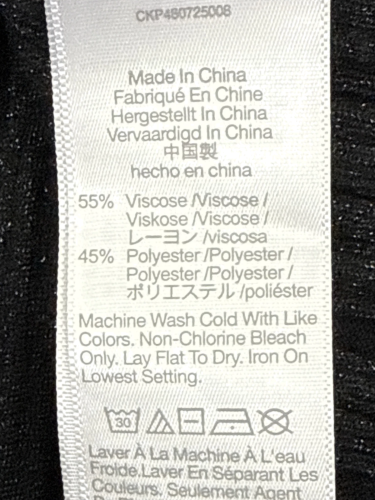 CKP480725008
Made In China
Fabriqué En Chine
Hergestellt In China
Vervaardigd In China
中国製
hecho en china
55% Viscose /Viscose /
Viskose /Viscose /
レーヨン /viscosa
45% Polyester /Polyester /
Polyester /Polyester /
ポリエステル /poliéster
Machine Wash Cold With Like
Colors. Non-Chlorine Bleach
Only. Lay Flat To Dry. Iron On
Lowest Setting.
30
Laver À La Machine À L'eau
Froide.Laver En Séparant Les
Couleurs. Seulement Agent